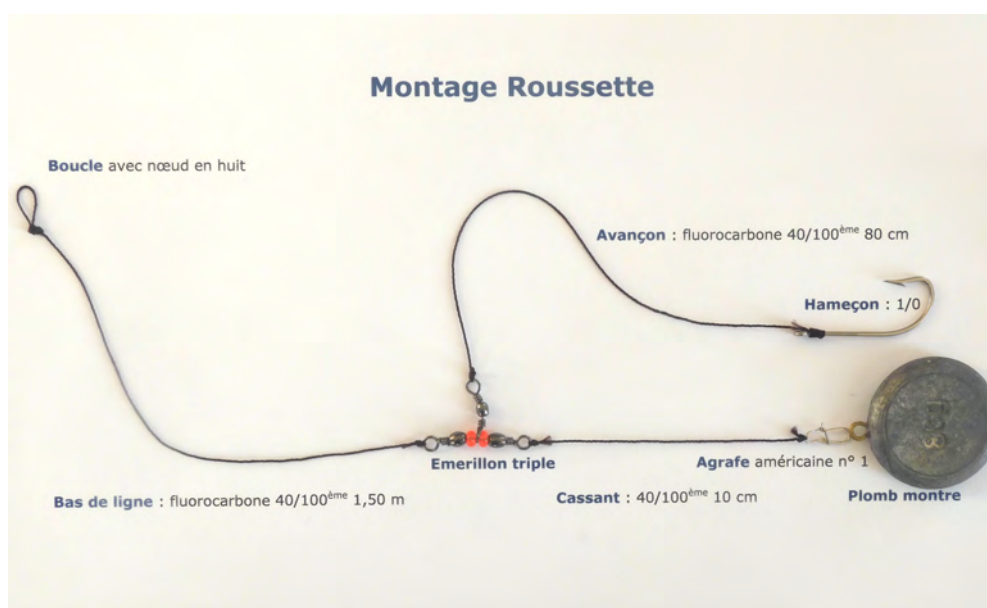 Montage Roussette
Boucle avec nœud en huit
Avançon : fluorocarbone 40/100ème 80 cm
Hameçon : 1/0
Emerillon triple
Agrafe américaine n° 1
Bas de ligne : fluorocarbone 40/100ème 1,50 m
Cassant : 40/100ème 10 cm
Plomb montre